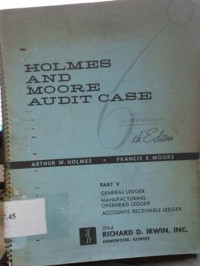 HOLMES
AND
MOORE
AUDIT CASE
6th Edition
ARTHUR W. HOLMES • FRANCIS E. MOORE
PART V
GENERAL LEDGER
MANUFACTURING
OVERHEAD LEDGER
ACCOUNTS RECEIVABLE LEDGER
1964
RICHARD D. IRWIN, INC.
HOMEWOOD, ILLINOIS
2.45